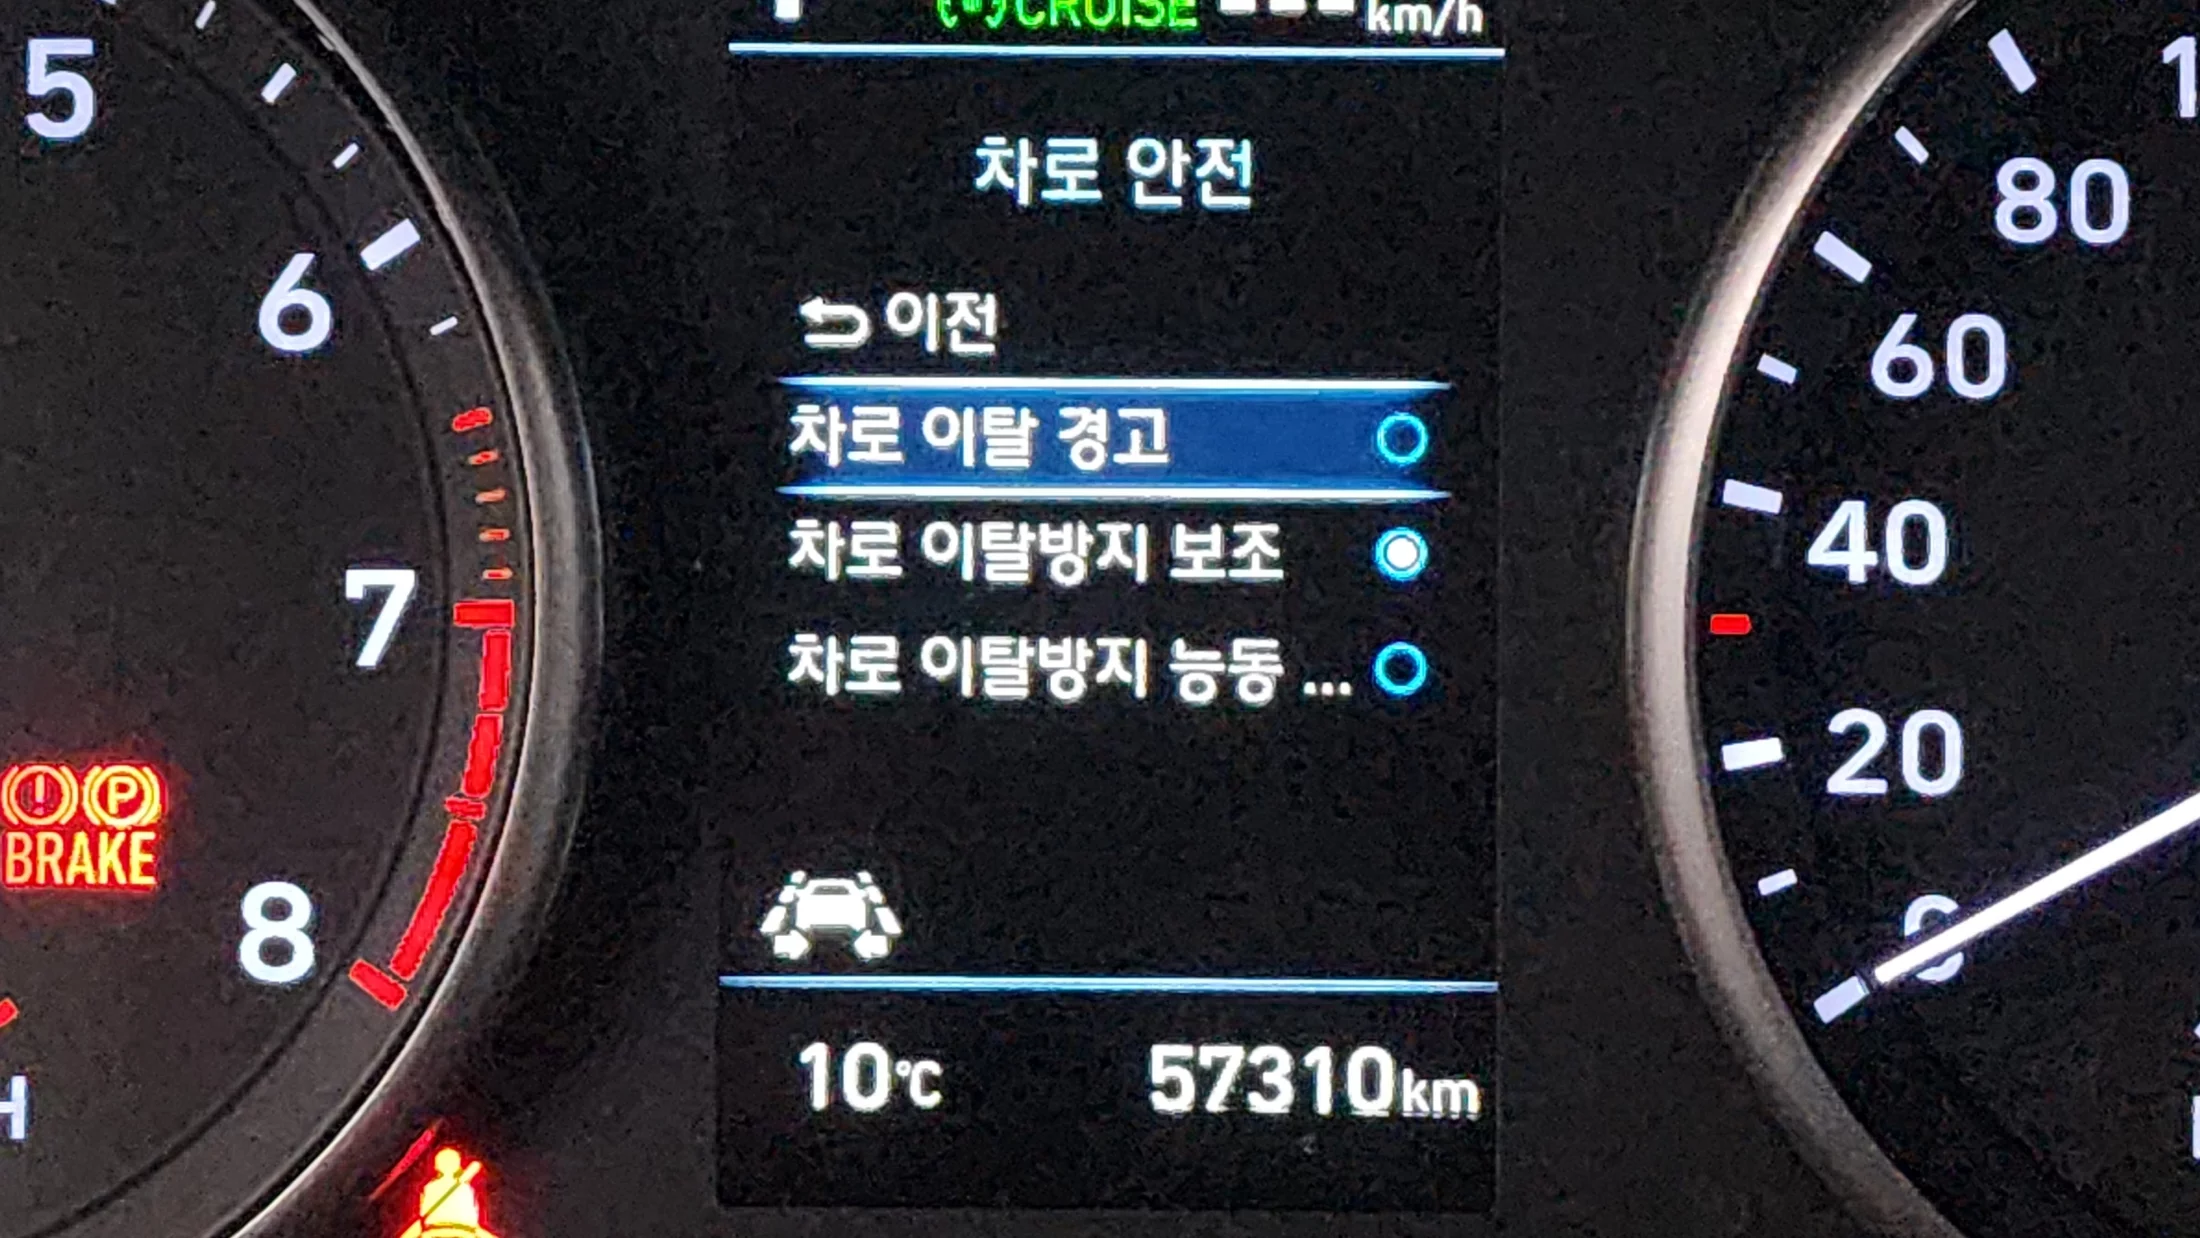 CRUISE
km/h
차로 안전
이전
차로 이탈 경고
차로 이탈방지 보조
차로 이탈방지 능동 ...
10℃ 57310km
5
6
7
8
H
BRAKE
P
80
60
40
20
0